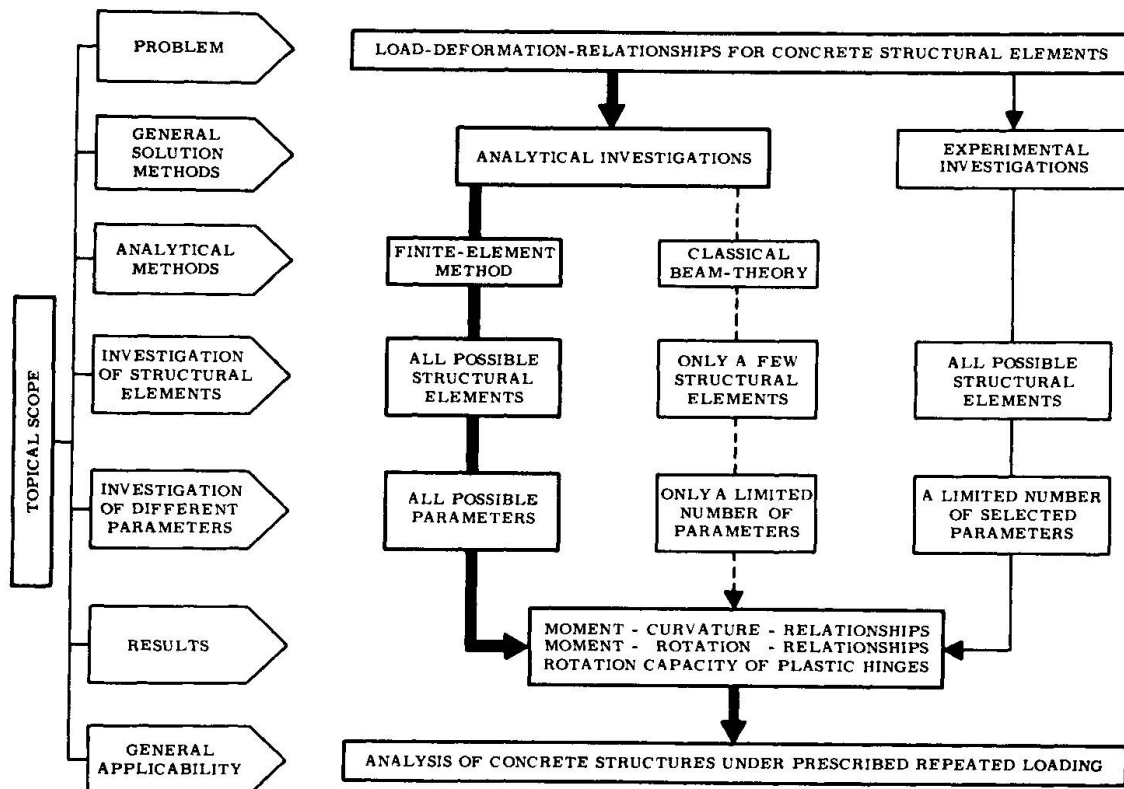 PROBLEM
LOAD-DEFORMATION-RELATIONSHIPS FOR CONCRETE STRUCTURAL ELEMENTS
GENERAL
SOLUTION
METHODS
ANALYTICAL INVESTIGATIONS
EXPERIMENTAL
INVESTIGATIONS
ANALYTICAL
METHODS
FINITE-ELEMENT
METHOD
CLASSICAL
BEAM-THEORY
TOPICAL SCOPE
INVESTIGATION
OF STRUCTURAL
ELEMENTS
ALL POSSIBLE
STRUCTURAL
ELEMENTS
ONLY A FEW
STRUCTURAL
ELEMENTS
ALL POSSIBLE
STRUCTURAL
ELEMENTS
INVESTIGATION
OF DIFFERENT
PARAMETERS
ALL POSSIBLE
PARAMETERS
ONLY A LIMITED
NUMBER OF
PARAMETERS
A LIMITED NUMBER
OF SELECTED
PARAMETERS
RESULTS
MOMENT - CURVATURE - RELATIONSHIPS
MOMENT - ROTATION - RELATIONSHIPS
ROTATION CAPACITY OF PLASTIC HINGES
GENERAL
APPLICABILITY
ANALYSIS OF CONCRETE STRUCTURES UNDER PRESCRIBED REPEATED LOADING